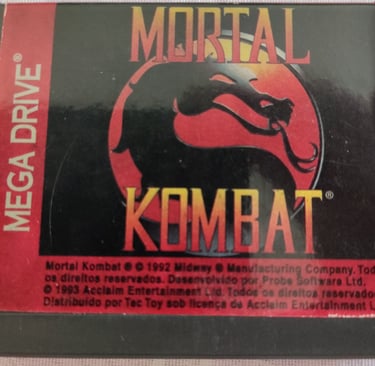 MORTAL
KOMBAT®
MEGA DRIVE®
Mortal Kombat ® © 1992 Midway ® Manufacturing Company. Tod
os direitos reservados. Desenvolvido por Probe Software Ltd.
© 1993 Acclaim Entertainment Ltd. Todos os direitos reservado
Distribuido por Tec Toy sob licença de Acclaim Entertainment L